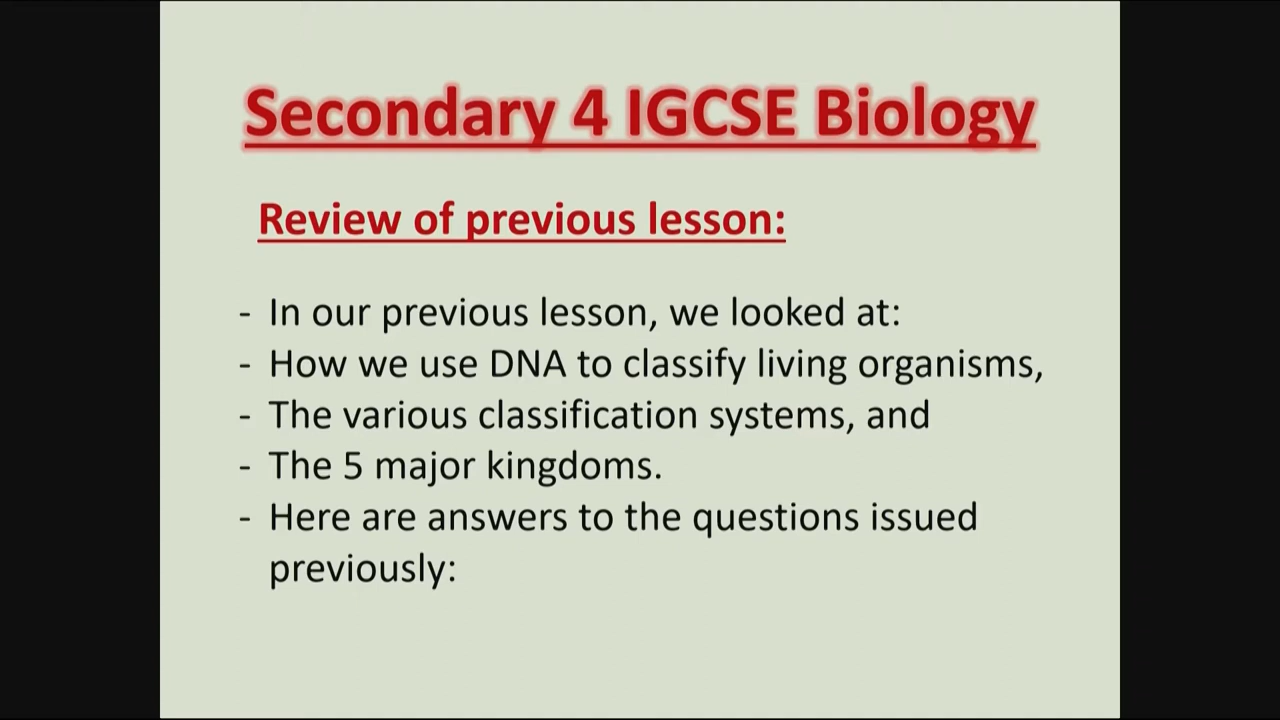 Secondary 4 IGCSE Biology
Review of previous lesson:
- In our previous lesson, we looked at:
- How we use DNA to classify living organisms,
- The various classification systems, and
- The 5 major kingdoms.
- Here are answers to the questions issued
previously: